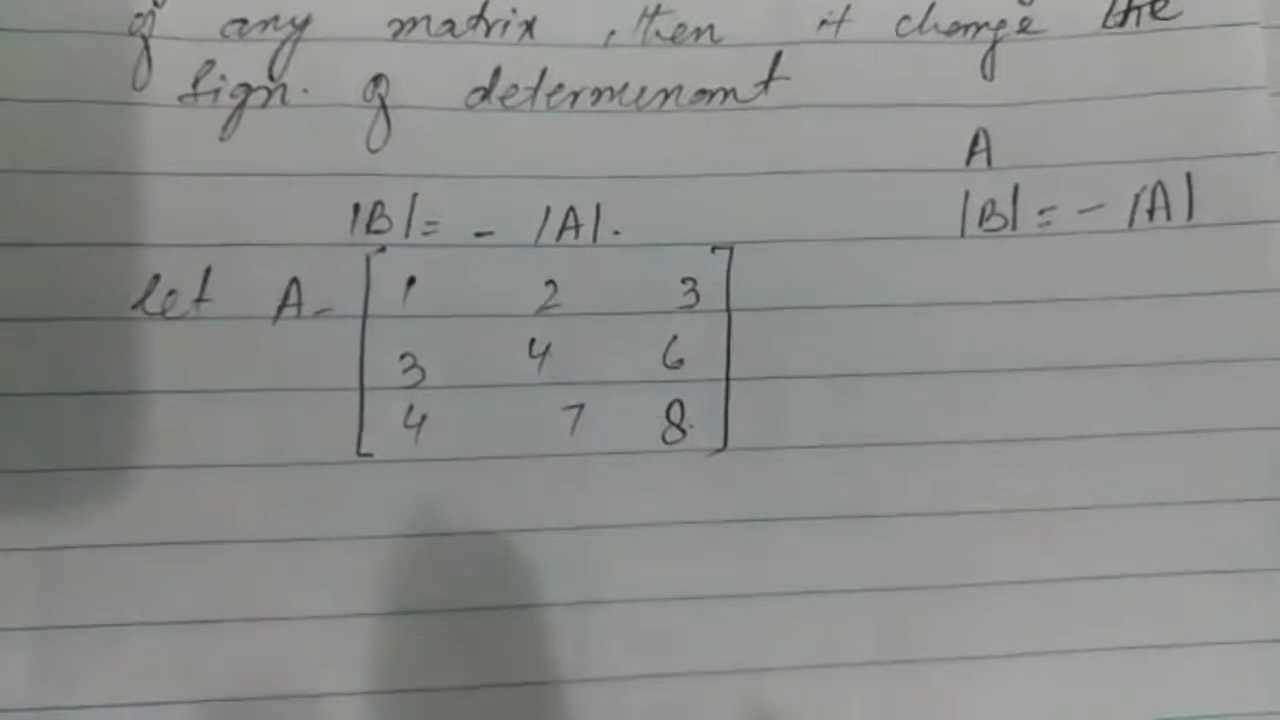 of any matrix, then it change the
sign. of determenant
A
|B| = - |A|.
|B| = - |A|
let A - [1 2 3
3 4 6
4 7 8]